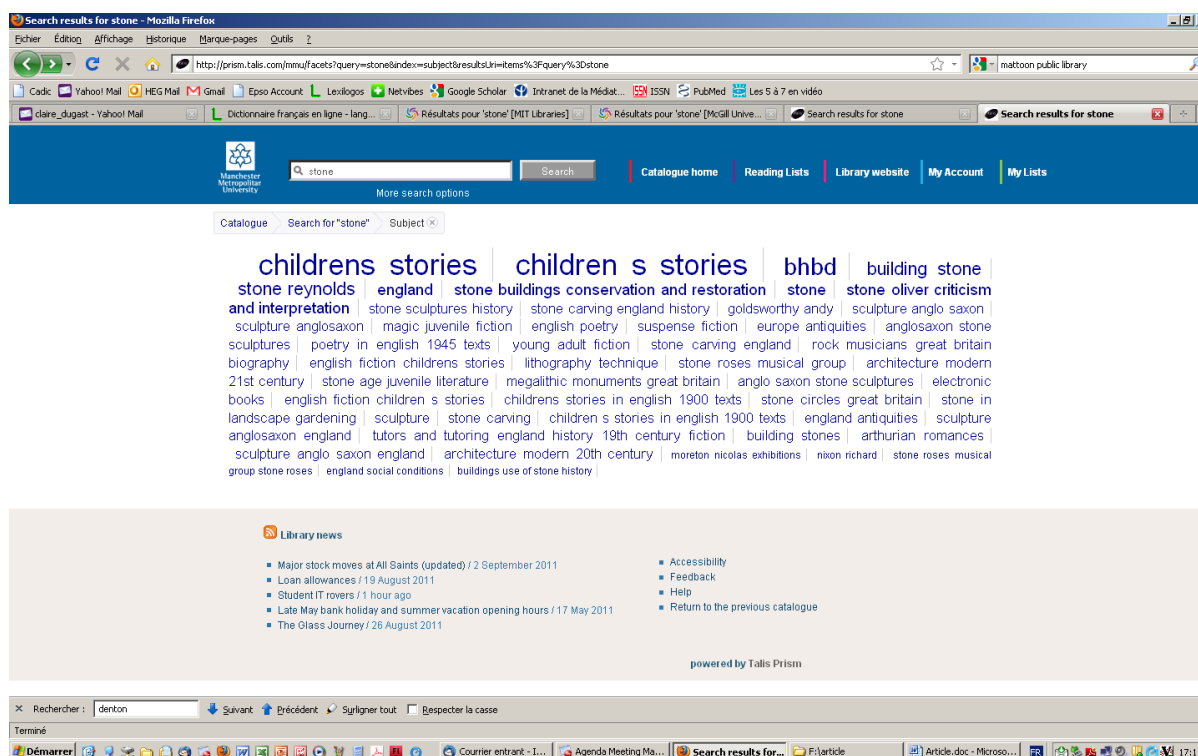 Search results for stone - Mozilla Firefox
Fichier Édition Affichage Historique Marque-pages Outils ?
http://prism.talis.com/mmu/facets?query=stone&index=subject&resultsUri=items%3Fquery%3Dstone mattoon public library
Cadic Yahoo! Mail HEG Mail Gmail Epso Account Lexilogos Netvibes Google Scholar Intranet de la Médiat... ISSN PubMed Les 5 à 7 en vidéo
claire_dugast - Yahoo! Mail Dictionnaire français en ligne - lang... Résultats pour 'stone' [MIT Libraries] Résultats pour 'stone' [McGill Unive... Search results for stone Search results for stone
Manchester Metropolitan University
stone Search Catalogue home Reading Lists Library website My Account My Lists
More search options
Catalogue Search for "stone" Subject
childrens stories children s stories bhbd building stone
stone reynolds england stone buildings conservation and restoration stone stone oliver criticism
and interpretation stone sculptures history stone carving england history goldsworthy andy sculpture anglo saxon
sculpture anglosaxon magic juvenile fiction english poetry suspense fiction europe antiquities anglosaxon stone
sculptures poetry in english 1945 texts young adult fiction stone carving england rock musicians great britain
biography english fiction childrens stories lithography technique stone roses musical group architecture modern
21st century stone age juvenile literature megalithic monuments great britain anglo saxon stone sculptures electronic
books english fiction children s stories childrens stories in english 1900 texts stone circles great britain stone in
landscape gardening sculpture stone carving children s stories in english 1900 texts england antiquities sculpture
anglosaxon england tutors and tutoring england history 19th century fiction building stones arthurian romances
sculpture anglo saxon england architecture modern 20th century moreton nicolas exhibitions nixon richard stone roses musical
group stone roses england social conditions buildings use of stone history
Library news
Major stock moves at All Saints (updated) / 2 September 2011
Loan allowances / 19 August 2011
Student IT rovers / 1 hour ago
Late May bank holiday and summer vacation opening hours / 17 May 2011
The Glass Journey / 26 August 2011
Accessibility
Feedback
Help
Return to the previous catalogue
powered by Talis Prism
Rechercher : denton Suivant Précédent Surligner tout Respecter la casse
Terminé
Démarrer Courrier entrant - I... Agenda Meeting Ma... Search results for... F:\article Article.doc - Microso... FR 17:1